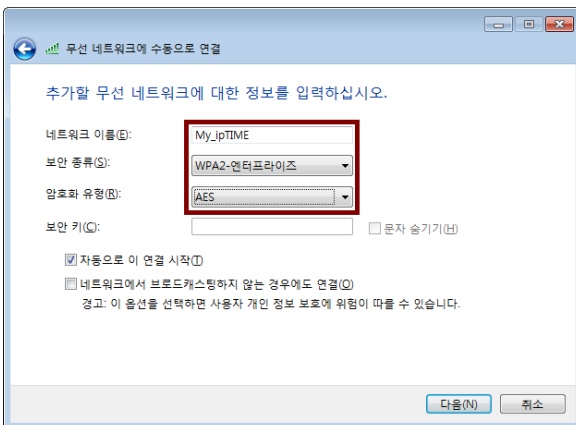 무선 네트워크에 수동으로 연결
추가할 무선 네트워크에 대한 정보를 입력하십시오.
네트워크 이름(E): My_ipTIME
보안 종류(S): WPA2-엔터프라이즈
암호화 유형(R): AES
보안 키(C): 문자 숨기기(H)
자동으로 이 연결 시작(T)
네트워크에서 브로드캐스팅하지 않는 경우에도 연결(O)
경고: 이 옵션을 선택하면 사용자 개인 정보 보호에 위험이 따를 수 있습니다.
다음(N) 취소